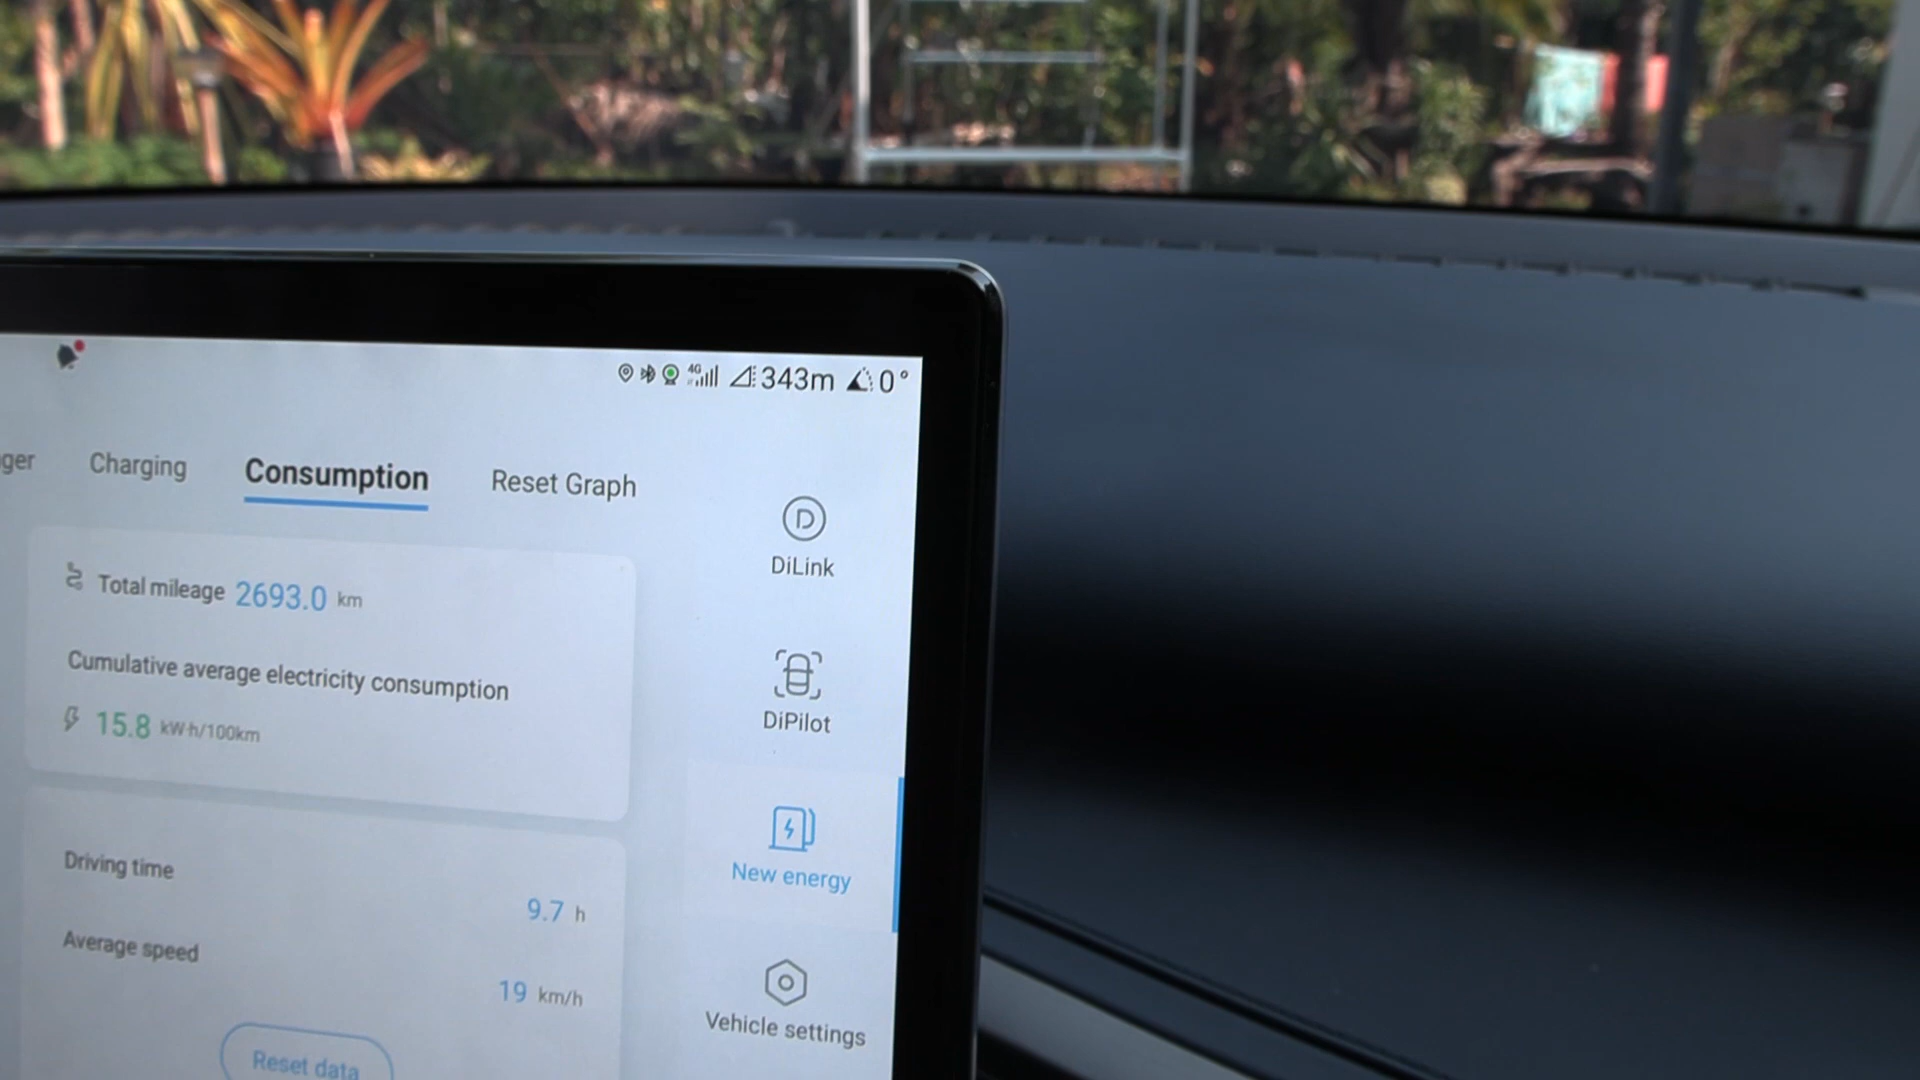 4G 343m 0°
ger Charging Consumption Reset Graph
DiLink
Total mileage 2693.0 km
Cumulative average electricity consumption
15.8 kW·h/100km
DiPilot
Driving time
9.7 h
New energy
Average speed
19 km/h
Vehicle settings
Reset data